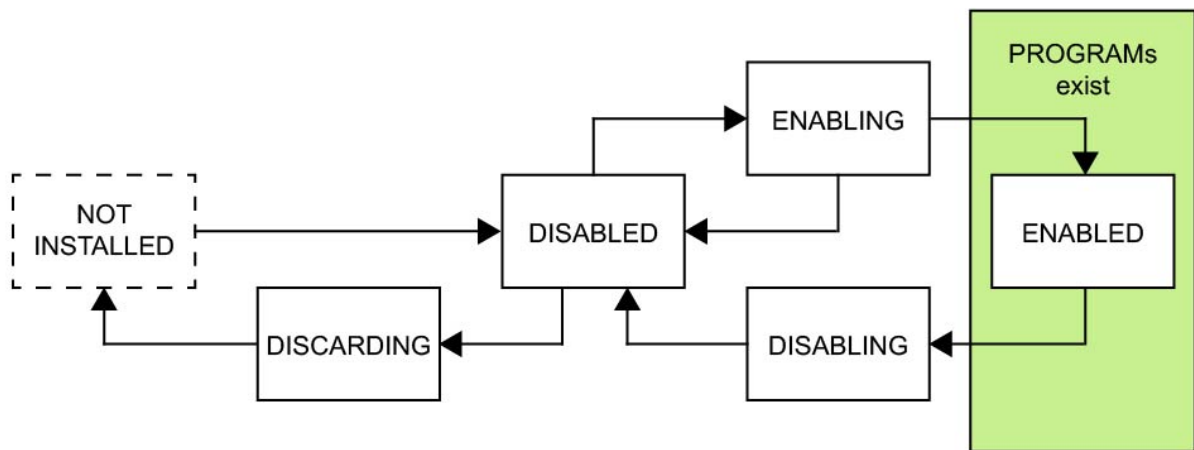 PROGRAMs
exist
ENABLING
NOT
INSTALLED
DISABLED
ENABLED
DISCARDING
DISABLING